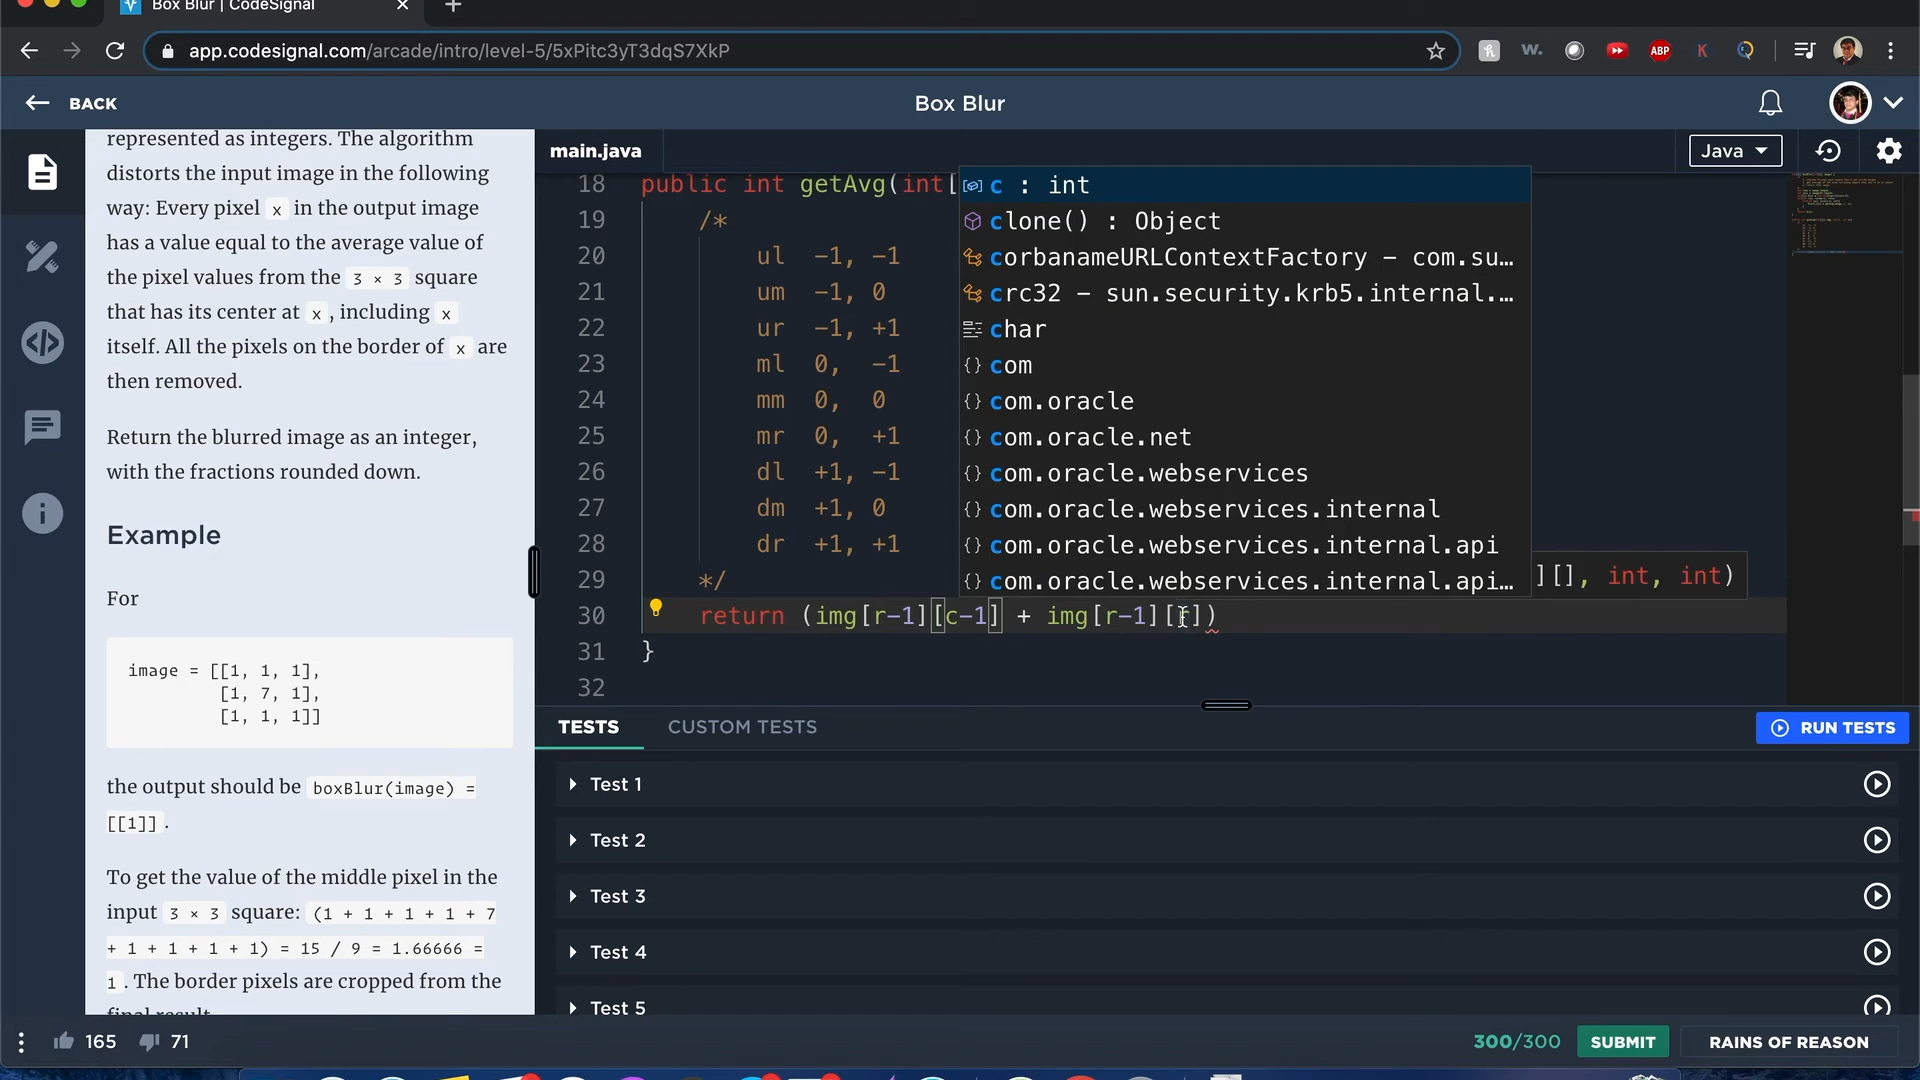 Box Blur | CodeSignal
app.codesignal.com/arcade/intro/level-5/5xPitc3yT3dqS7XkP
w.
ABP
K
BACK
Box Blur
represented as integers. The algorithm
distorts the input image in the following
way: Every pixel x in the output image
has a value equal to the average value of
the pixel values from the 3 × 3 square
that has its center at x, including x
itself. All the pixels on the border of x are
then removed.
Return the blurred image as an integer,
with the fractions rounded down.
Example
For
image = [[1, 1, 1],
[1, 7, 1],
[1, 1, 1]]
the output should be boxBlur(image) =
[[1]].
To get the value of the middle pixel in the
input 3 × 3 square: (1 + 1 + 1 + 1 + 7
+ 1 + 1 + 1 + 1) = 15 / 9 = 1.66666 =
1. The border pixels are cropped from the
final result.
main.java
Java
18 public int getAvg(int[
19 /*
20 ul -1, -1
21 um -1, 0
22 ur -1, +1
23 ml 0, -1
24 mm 0, 0
25 mr 0, +1
26 dl +1, -1
27 dm +1, 0
28 dr +1, +1
29 */
30 return (img[r-1][c-1] + img[r-1][])
31 }
32
c : int
clone() : Object
corbanameURLContextFactory - com.su...
crc32 - sun.security.krb5.internal....
char
{} com
{} com.oracle
{} com.oracle.net
{} com.oracle.webservices
{} com.oracle.webservices.internal
{} com.oracle.webservices.internal.api
{} com.oracle.webservices.internal.api...
][], int, int)
TESTS
CUSTOM TESTS
RUN TESTS
Test 1
Test 2
Test 3
Test 4
Test 5
165
71
300/300
SUBMIT
RAINS OF REASON